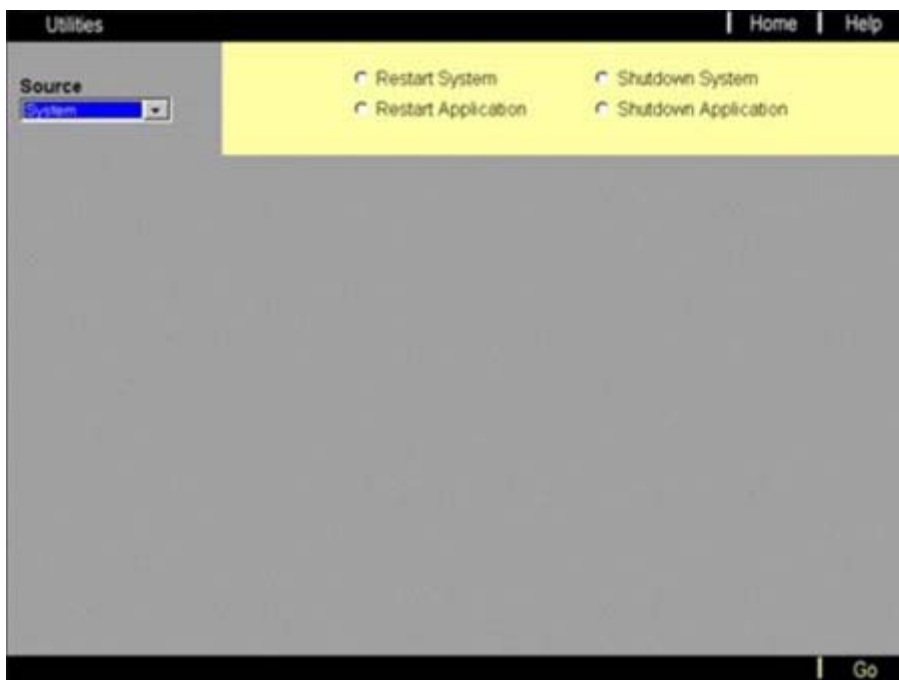 Utilities Home Help
Source
System
Restart System Shutdown System
Restart Application Shutdown Application
Go